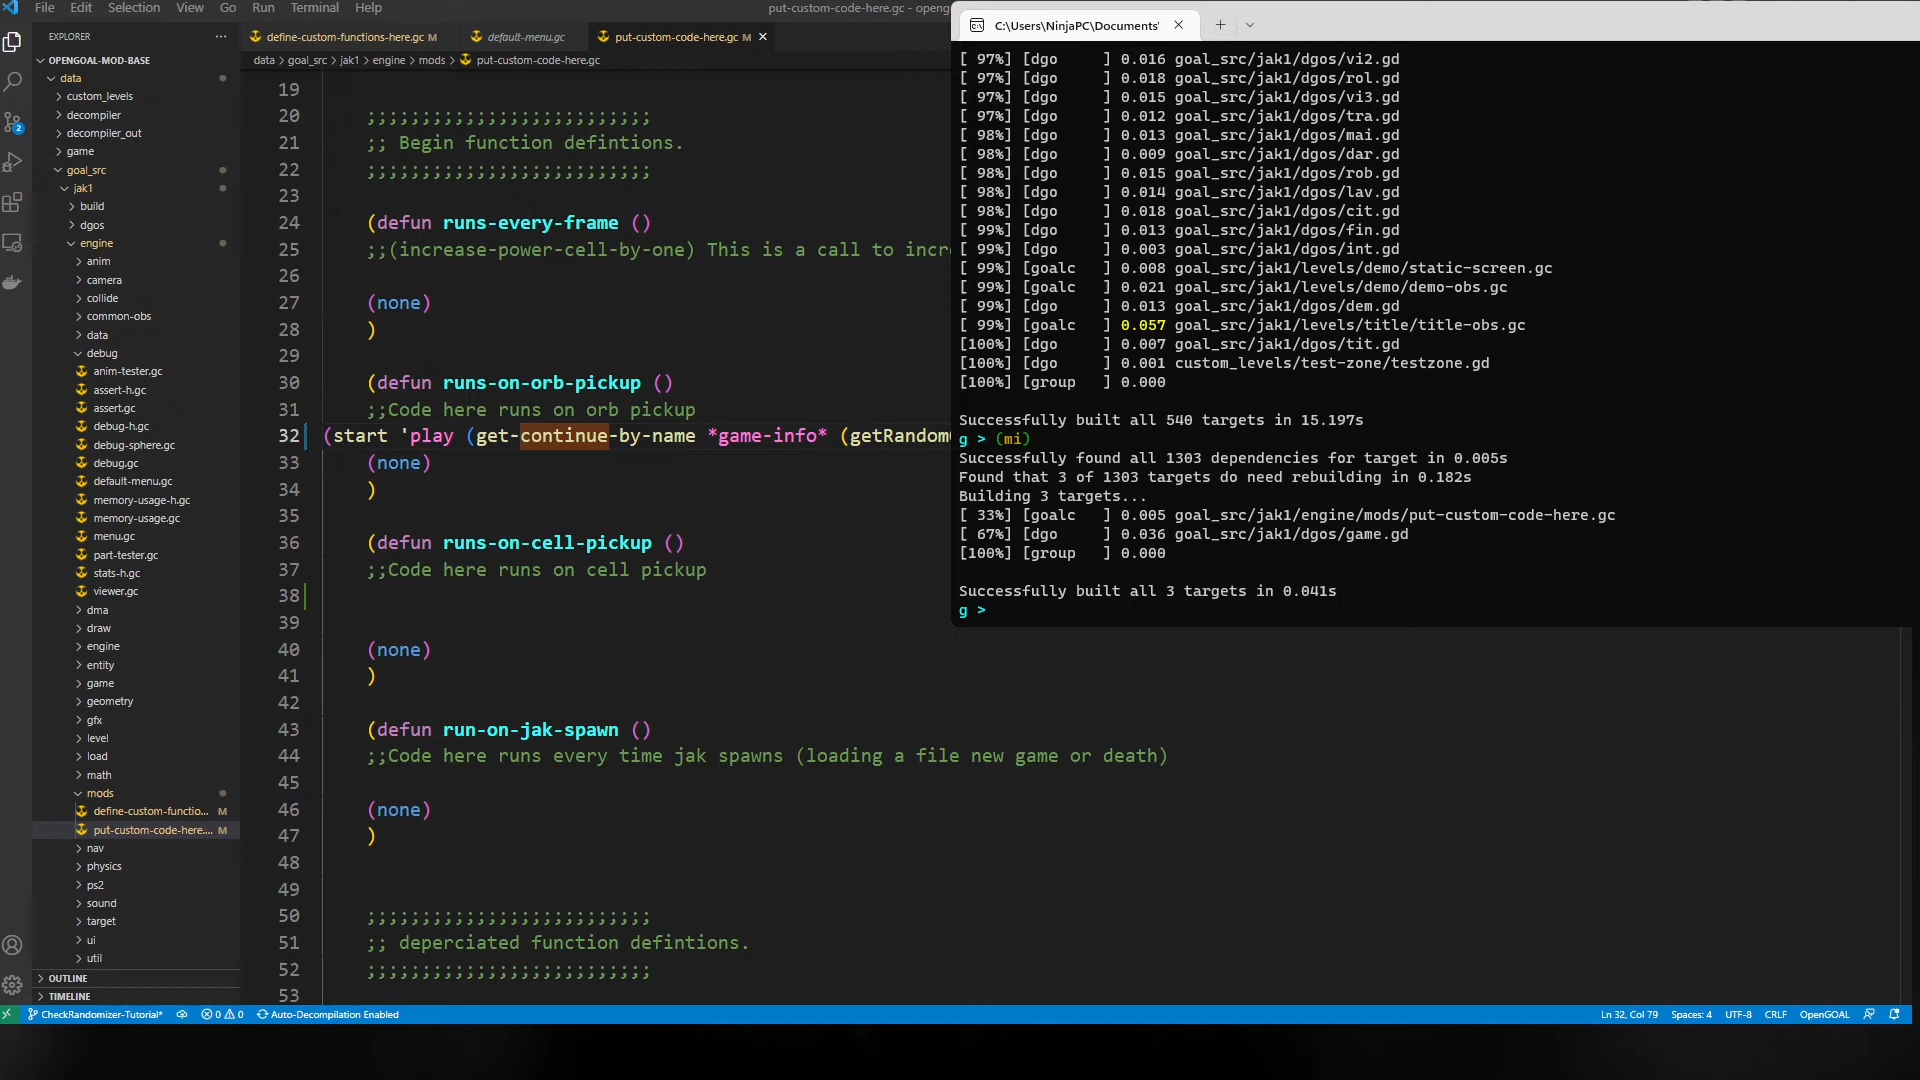 File Edit Selection View Go Run Terminal Help
put-custom-code-here.gc - openg
EXPLORER
OPENGOAL-MOD-BASE
data
custom_levels
decompiler
decompiler_out
game
goal_src
jak1
build
dgos
engine
anim
camera
collide
common-obs
data
debug
anim-tester.gc
assert-h.gc
assert.gc
debug-h.gc
debug-sphere.gc
debug.gc
default-menu.gc
memory-usage-h.gc
memory-usage.gc
menu.gc
part-tester.gc
stats-h.gc
viewer.gc
dma
draw
engine
entity
game
geometry
gfx
level
load
math
mods
define-custom-functio... M
put-custom-code-here.... M
nav
physics
ps2
sound
target
ui
util
OUTLINE
TIMELINE
define-custom-functions-here.gc M default-menu.gc put-custom-code-here.gc M
data > goal_src > jak1 > engine > mods > put-custom-code-here.gc
19
20 ;;;;;;;;;;;;;;;;;;;;;;;;;;
21 ;; Begin function defintions.
22 ;;;;;;;;;;;;;;;;;;;;;;;;;;
23
24 (defun runs-every-frame ()
25 ;;(increase-power-cell-by-one) This is a call to incr
26
27 (none)
28 )
29
30 (defun runs-on-orb-pickup ()
31 ;;Code here runs on orb pickup
32 (start 'play (get-continue-by-name *game-info* (getRandom
33 (none)
34 )
35
36 (defun runs-on-cell-pickup ()
37 ;;Code here runs on cell pickup
38
39
40 (none)
41 )
42
43 (defun run-on-jak-spawn ()
44 ;;Code here runs every time jak spawns (loading a file new game or death)
45
46 (none)
47 )
48
49
50 ;;;;;;;;;;;;;;;;;;;;;;;;;;
51 ;; deperciated function defintions.
52 ;;;;;;;;;;;;;;;;;;;;;;;;;;
53
C:\Users\NinjaPC\Documents'
[ 97%] [dgo ] 0.016 goal_src/jak1/dgos/vi2.gd
[ 97%] [dgo ] 0.018 goal_src/jak1/dgos/rol.gd
[ 97%] [dgo ] 0.015 goal_src/jak1/dgos/vi3.gd
[ 97%] [dgo ] 0.012 goal_src/jak1/dgos/tra.gd
[ 98%] [dgo ] 0.013 goal_src/jak1/dgos/mai.gd
[ 98%] [dgo ] 0.009 goal_src/jak1/dgos/dar.gd
[ 98%] [dgo ] 0.015 goal_src/jak1/dgos/rob.gd
[ 98%] [dgo ] 0.014 goal_src/jak1/dgos/lav.gd
[ 98%] [dgo ] 0.018 goal_src/jak1/dgos/cit.gd
[ 99%] [dgo ] 0.013 goal_src/jak1/dgos/fin.gd
[ 99%] [dgo ] 0.003 goal_src/jak1/dgos/int.gd
[ 99%] [goalc ] 0.008 goal_src/jak1/levels/demo/static-screen.gc
[ 99%] [goalc ] 0.021 goal_src/jak1/levels/demo/demo-obs.gc
[ 99%] [dgo ] 0.013 goal_src/jak1/dgos/dem.gd
[ 99%] [goalc ] 0.057 goal_src/jak1/levels/title/title-obs.gc
[100%] [dgo ] 0.007 goal_src/jak1/dgos/tit.gd
[100%] [dgo ] 0.001 custom_levels/test-zone/testzone.gd
[100%] [group ] 0.000
Successfully built all 540 targets in 15.197s
g > (mi)
Successfully found all 1303 dependencies for target in 0.005s
Found that 3 of 1303 targets do need rebuilding in 0.182s
Building 3 targets...
[ 33%] [goalc ] 0.005 goal_src/jak1/engine/mods/put-custom-code-here.gc
[ 67%] [dgo ] 0.036 goal_src/jak1/dgos/game.gd
[100%] [group ] 0.000
Successfully built all 3 targets in 0.041s
g >
2
CheckRandomizer-Tutorial* 0 0 Auto-Decompilation Enabled
Ln 32, Col 79 Spaces: 4 UTF-8 CRLF OpenGOAL